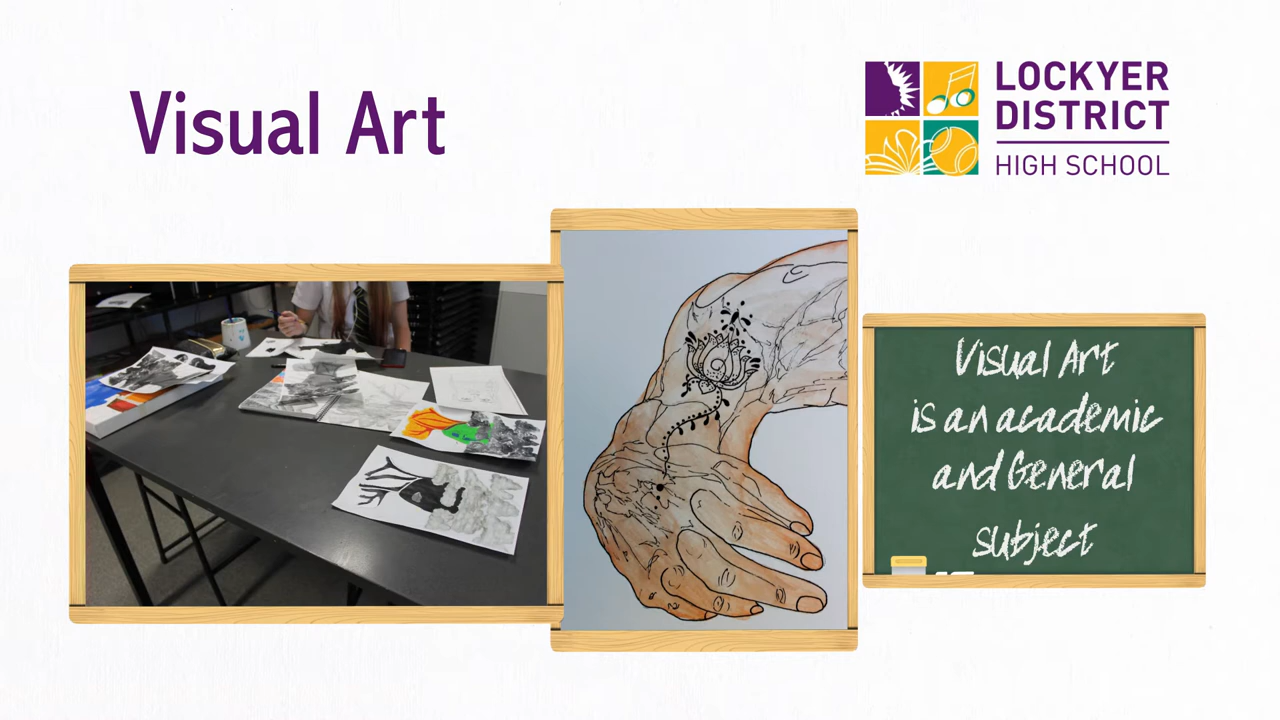 Visual Art
LOCKYER
DISTRICT
HIGH SCHOOL
Visual Art
is an academic
and General
subject